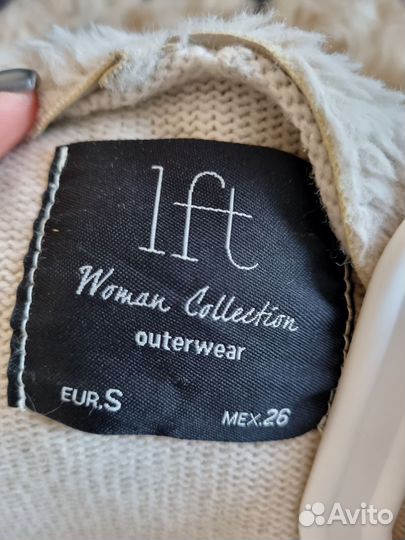 lft
Woman Collection
outerwear
EUR.S
MEX.26
Avito